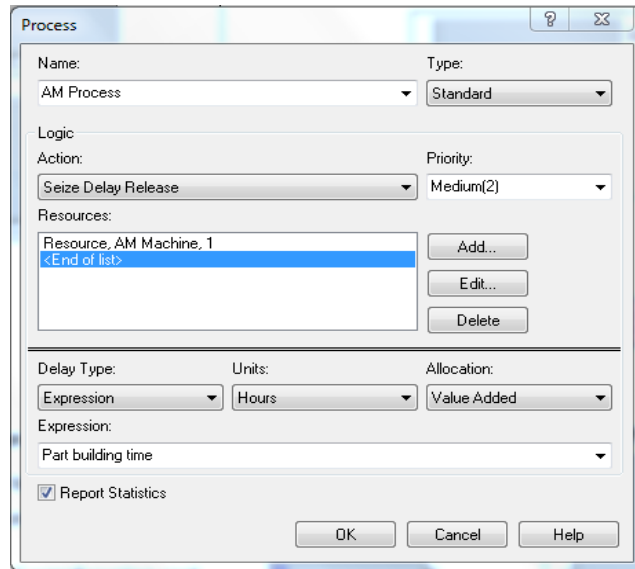 Process
Name: Type:
AM Process Standard
Logic
Action: Priority:
Seize Delay Release Medium(2)
Resources:
Resource, AM Machine, 1
<End of list>
Add...
Edit...
Delete
Delay Type: Units: Allocation:
Expression Hours Value Added
Expression:
Part building time
Report Statistics
OK Cancel Help